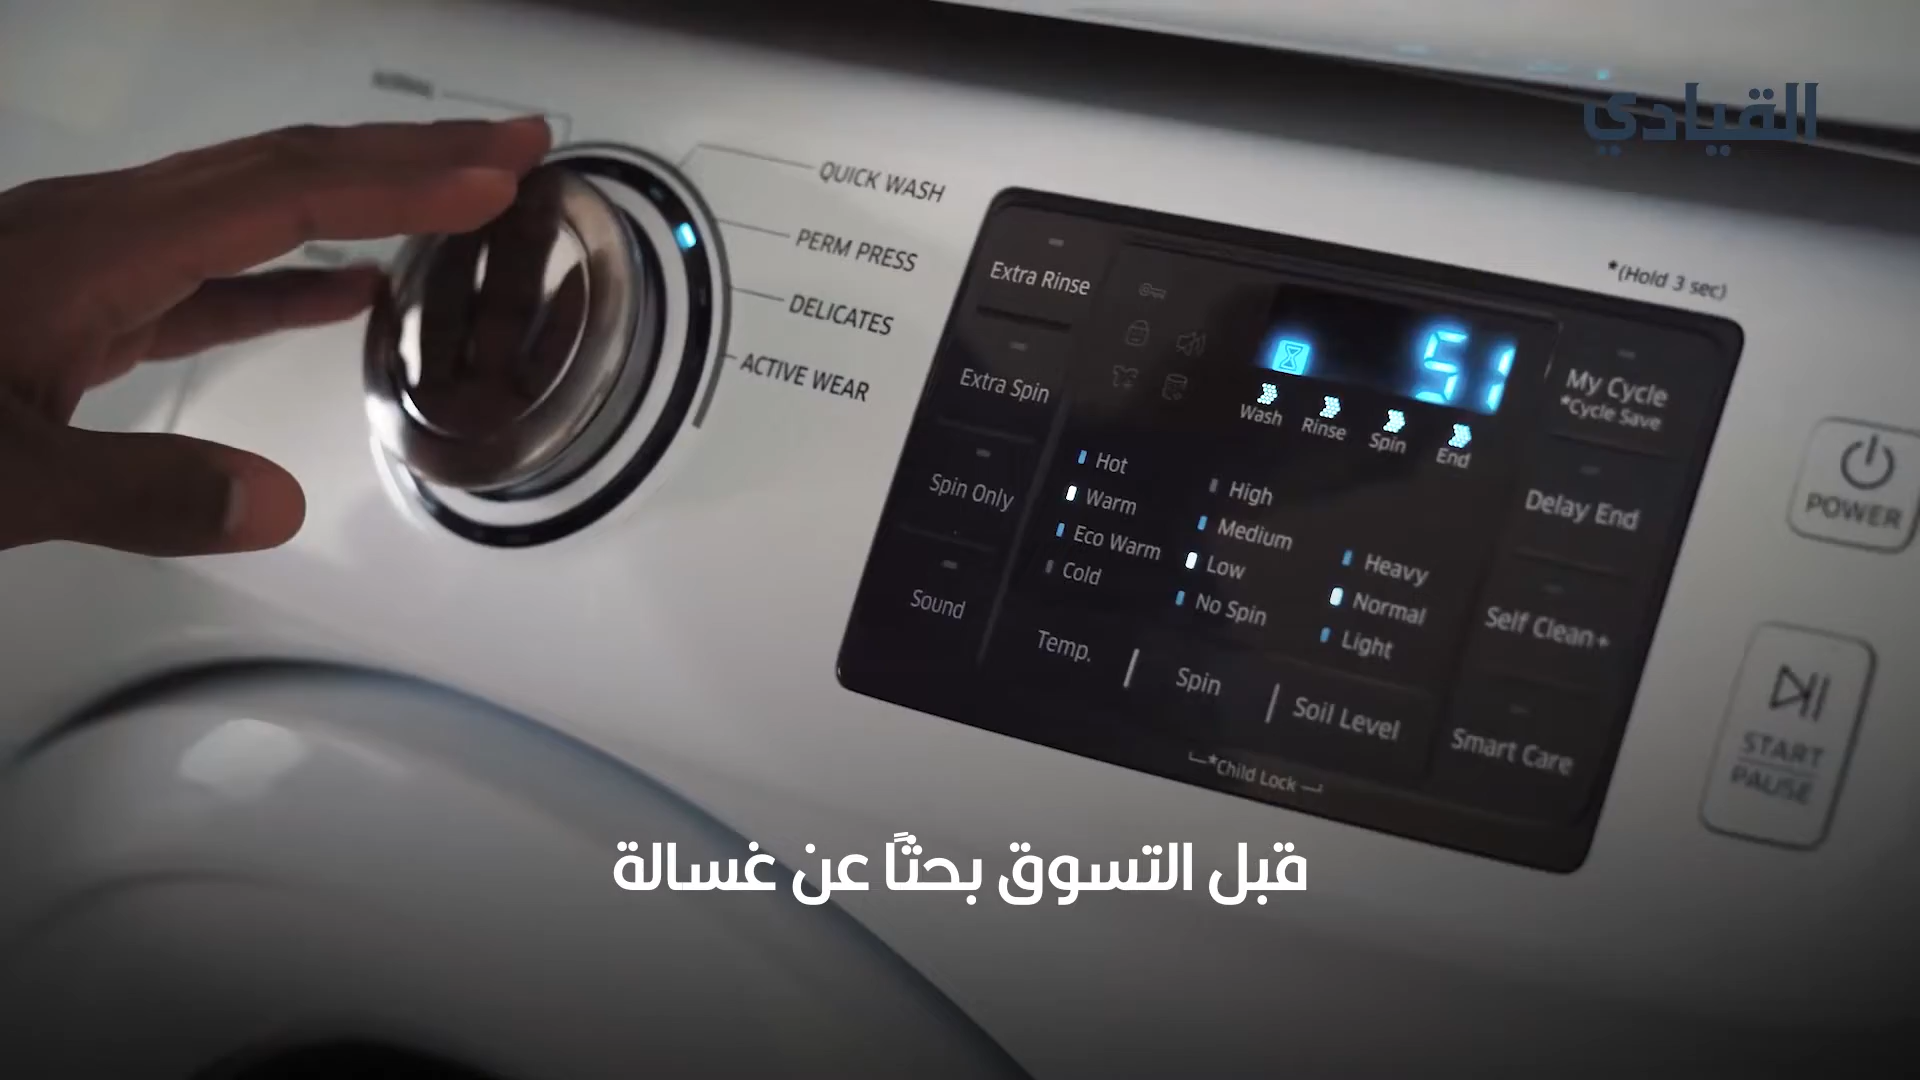 القيادي
QUICK WASH
PERM PRESS
DELICATES
ACTIVE WEAR
Extra Rinse
Extra Spin
Spin Only
Sound
51
Wash
Rinse
Spin
End
Hot
Warm
Eco Warm
Cold
Temp.
High
Medium
Low
No Spin
Spin
Heavy
Normal
Light
Soil Level
*Child Lock
*(Hold 3 sec)
My Cycle
*Cycle Save
Delay End
Self Clean+
Smart Care
POWER
START
PAUSE
قبل التسوق بحثًا عن غسالة